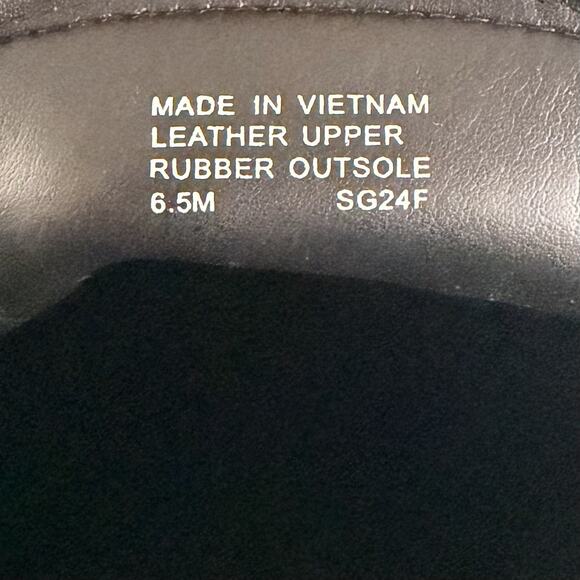 MADE IN VIETNAM
LEATHER UPPER
RUBBER OUTSOLE
6.5M SG24F